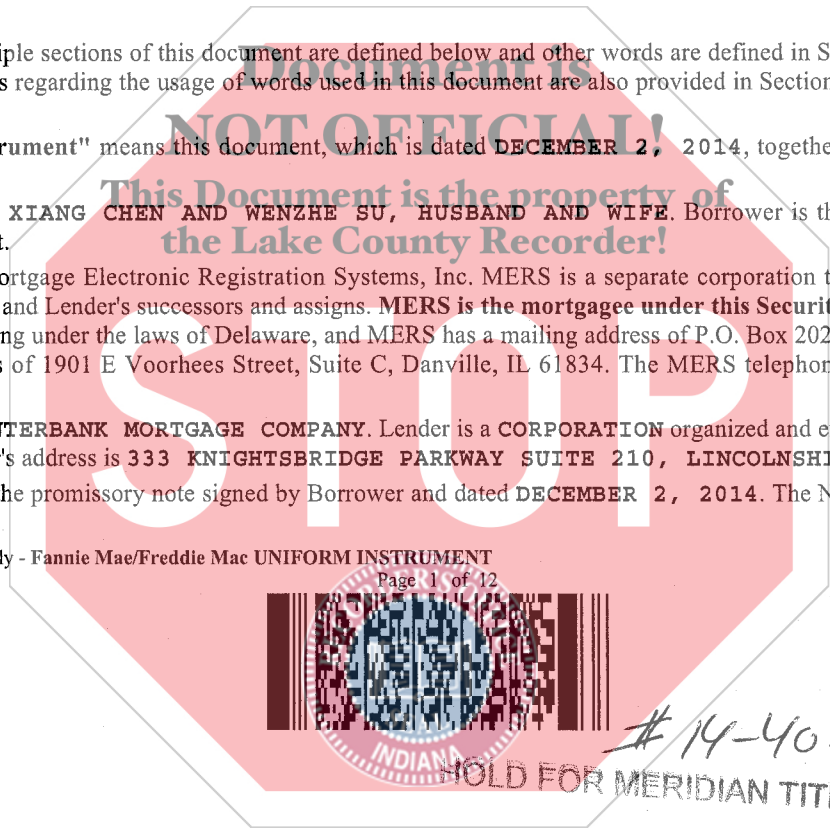 iple sections of this document are defined below and other words are defined in S
s regarding the usage of words used in this document are also provided in Section
Document is
NOT OFFICIAL!
rument" means this document, which is dated DECEMBER 2, 2014, togethe
This Document is the property of
XIANG CHEN AND WENZHE SU, HUSBAND AND WIFE. Borrower is th
t.
the Lake County Recorder!
ortgage Electronic Registration Systems, Inc. MERS is a separate corporation t
and Lender's successors and assigns. MERS is the mortgagee under this Securit
ng under the laws of Delaware, and MERS has a mailing address of P.O. Box 202
s of 1901 E Voorhees Street, Suite C, Danville, IL 61834. The MERS telephon
STOP
NTERBANK MORTGAGE COMPANY. Lender is a CORPORATION organized and e
r's address is 333 KNIGHTSBRIDGE PARKWAY SUITE 210, LINCOLNSHI
he promissory note signed by Borrower and dated DECEMBER 2, 2014. The N
ly - Fannie Mae/Freddie Mac UNIFORM INSTRUMENT
Page 1 of 12
RECORDER'S OFFICE
INDIANA
# 14-40
HOLD FOR MERIDIAN TIT